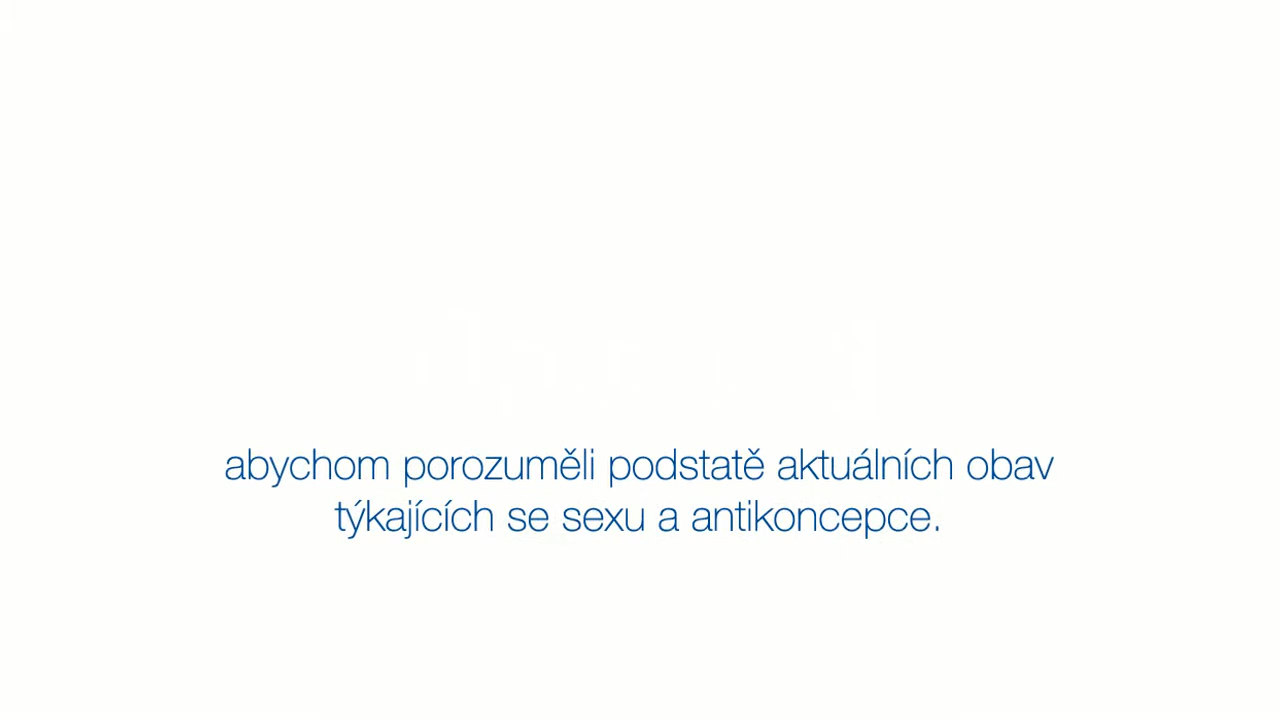 abychom porozuměli podstatě aktuálních obav
týkajících se sexu a antikoncepce.